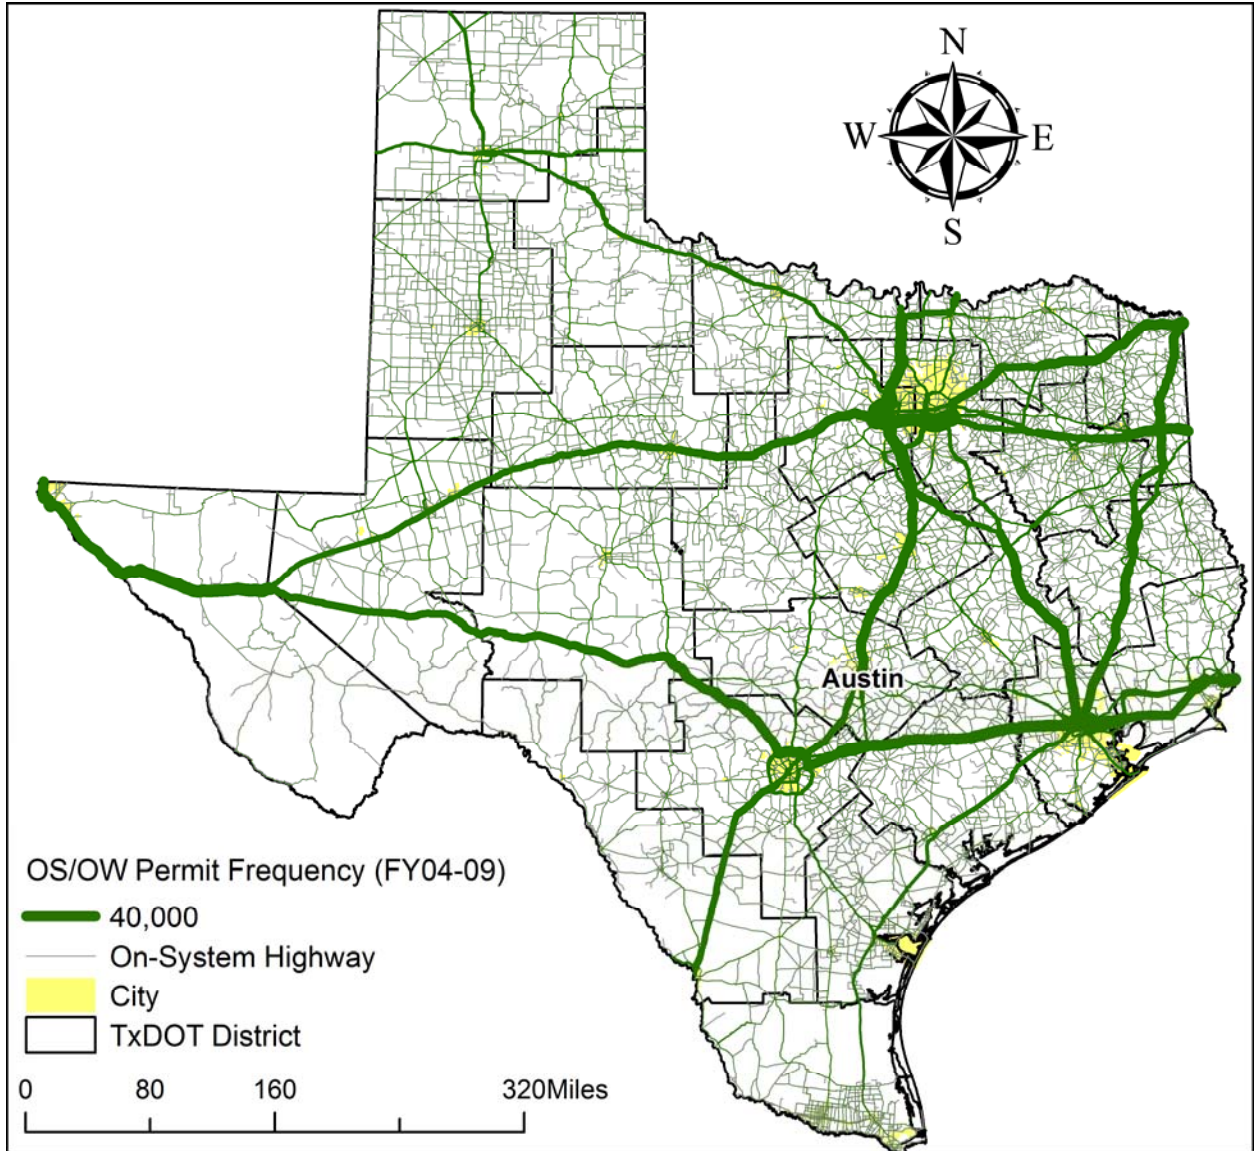 N
W E
S
Austin
OS/OW Permit Frequency (FY04-09)
40,000
On-System Highway
City
TxDOT District
0 80 160 320Miles